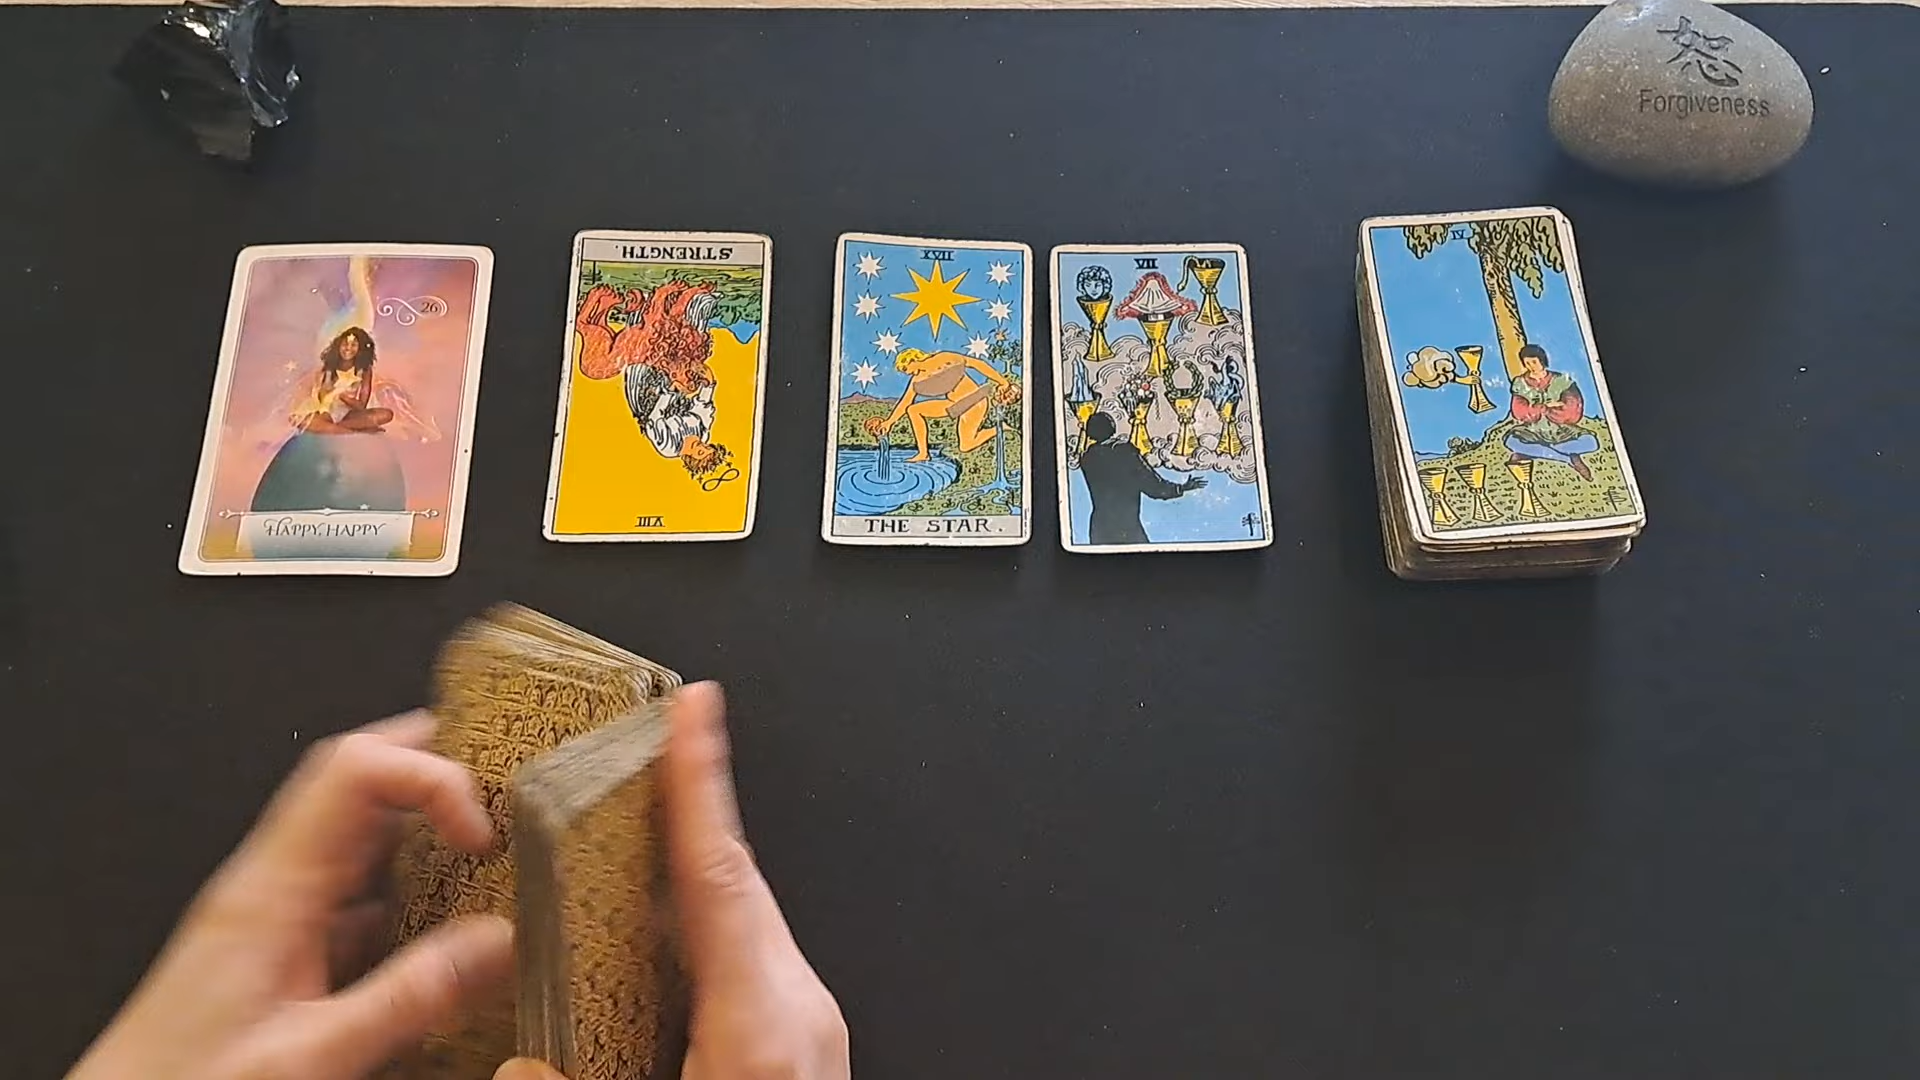 恕
Forgiveness
26
HAPPY, HAPPY
STRENGTH.
VIII
XVII
THE STAR.
VII
IV